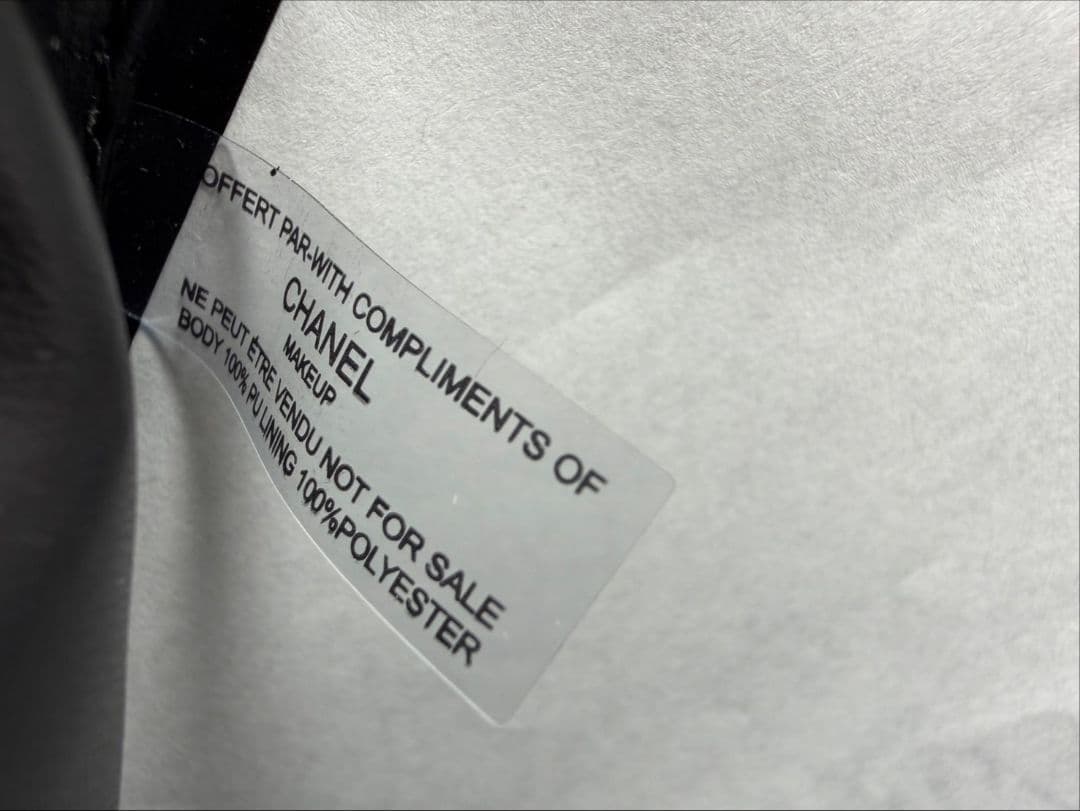 OFFERT PAR-WITH COMPLIMENTS OF
CHANEL
MAKEUP
NE PEUT ÊTRE VENDU NOT FOR SALE
BODY 100% PU LINING 100%POLYESTER